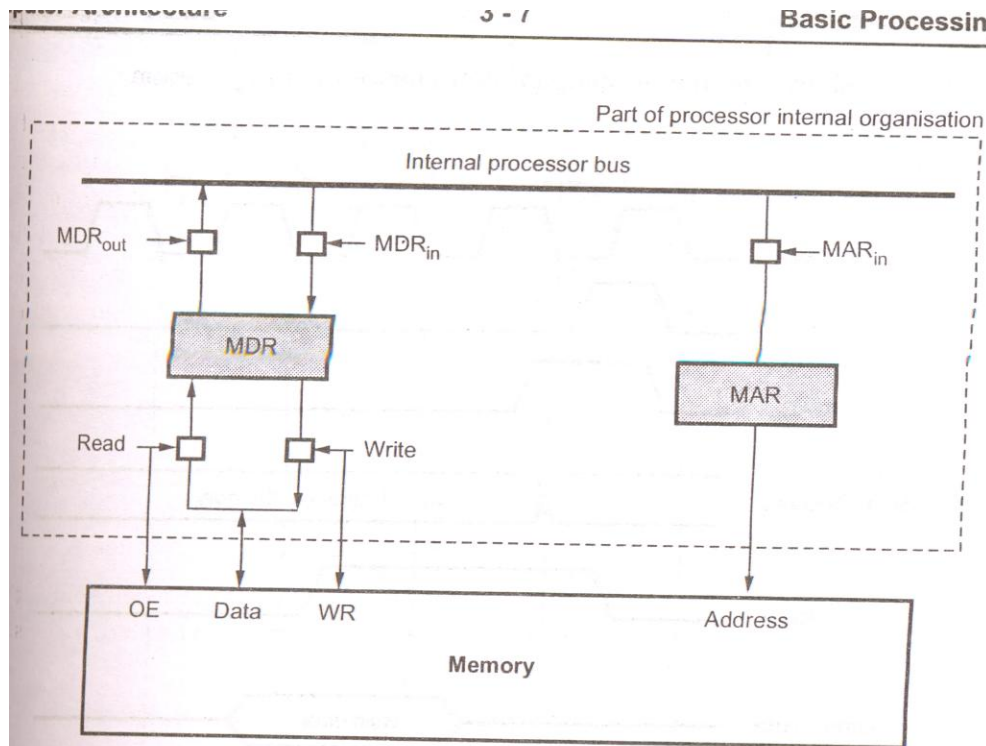 3 - 7
Basic Processin
Part of processor internal organisation
Internal processor bus
MDRout
MDRin
MARin
MDR
MAR
Read
Write
OE
Data
WR
Address
Memory